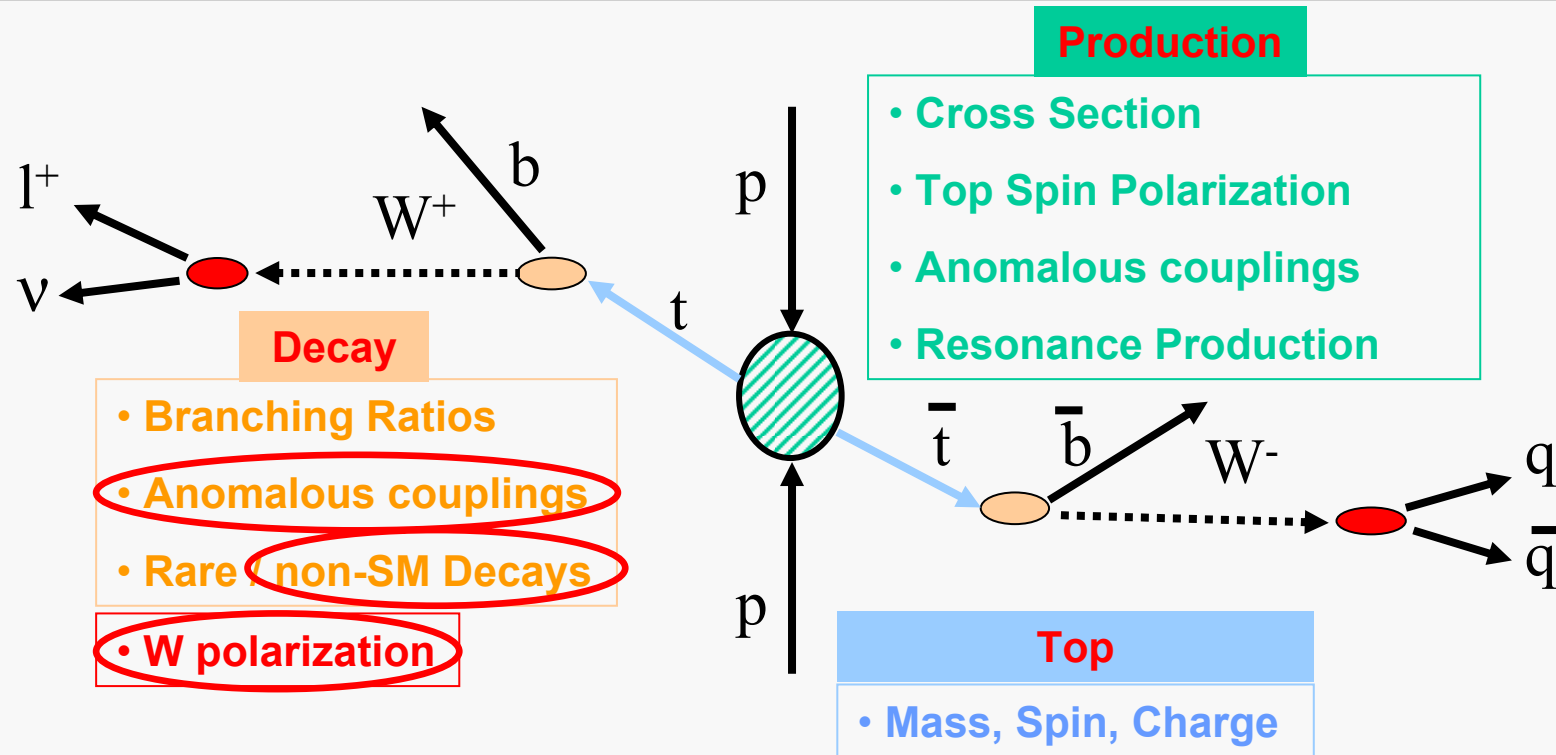 Production
• Cross Section
• Top Spin Polarization
• Anomalous couplings
• Resonance Production
l⁺
ν
W⁺
b
t
p
p
t̄
b̄
W⁻
q
q̄
Decay
• Branching Ratios
• Anomalous couplings
• Rare / non-SM Decays
• W polarization
Top
• Mass, Spin, Charge